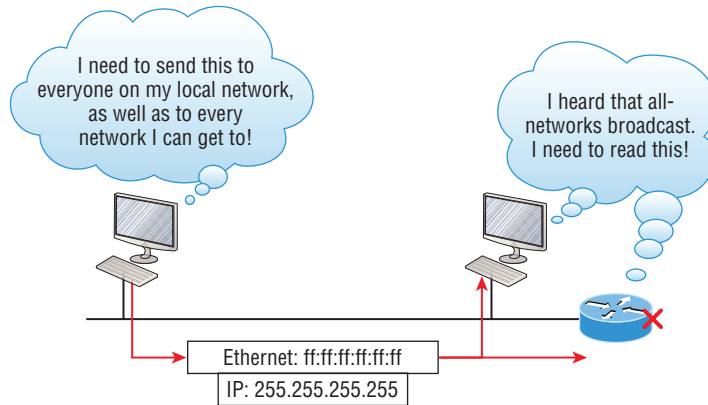 I need to send this to
everyone on my local network,
as well as to every
network I can get to!
I heard that all-
networks broadcast.
I need to read this!
Ethernet: ff:ff:ff:ff:ff:ff
IP: 255.255.255.255